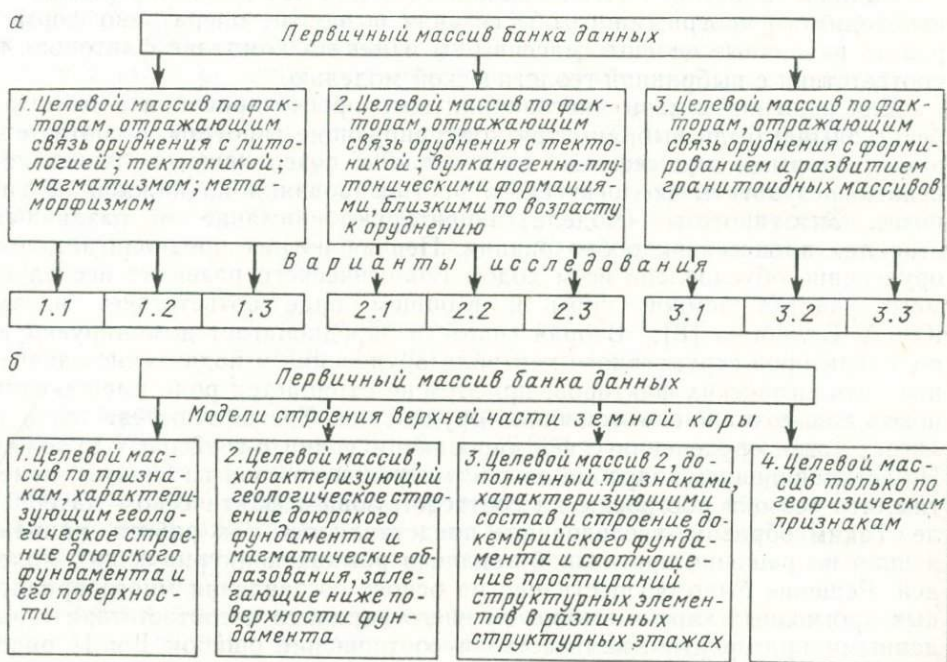 а
Первичный массив банка данных
1. Целевой массив по фак-
торам, отражающим
связь оруднения с лито-
логией; тектоникой;
магматизмом; мета-
морфизмом
2. Целевой массив по фак-
торам, отражающим
связь оруднения с текто-
никой; вулканогенно-плу-
тоническими формация-
ми, близкими по возрасту
к оруднению
3. Целевой массив по фак-
торам, отражающим
связь оруднения с форми-
рованием и развитием
гранитоидных массивов
Варианты исследования
1.1 1.2 1.3 2.1 2.2 2.3 3.1 3.2 3.3
б
Первичный массив банка данных
Модели строения верхней части земной коры
1. Целевой мас-
сив по призна-
кам, характери-
зующим геоло-
гическое строе-
ние доюрского
фундамента и
его поверхнос-
ти
2. Целевой массив,
характеризующий
геологическое стро-
ение доюрского
фундамента и
магматические об-
разования, зале-
гающие ниже по-
верхности фун-
дамента
3. Целевой массив 2, до-
полненный признаками,
характеризующими
состав и строение до-
кембрийского фунда-
мента и соотноше-
ние простираний
структурных элемен-
тов в различных
структурных этажах
4. Целевой мас-
сив только по
геофизическим
признакам